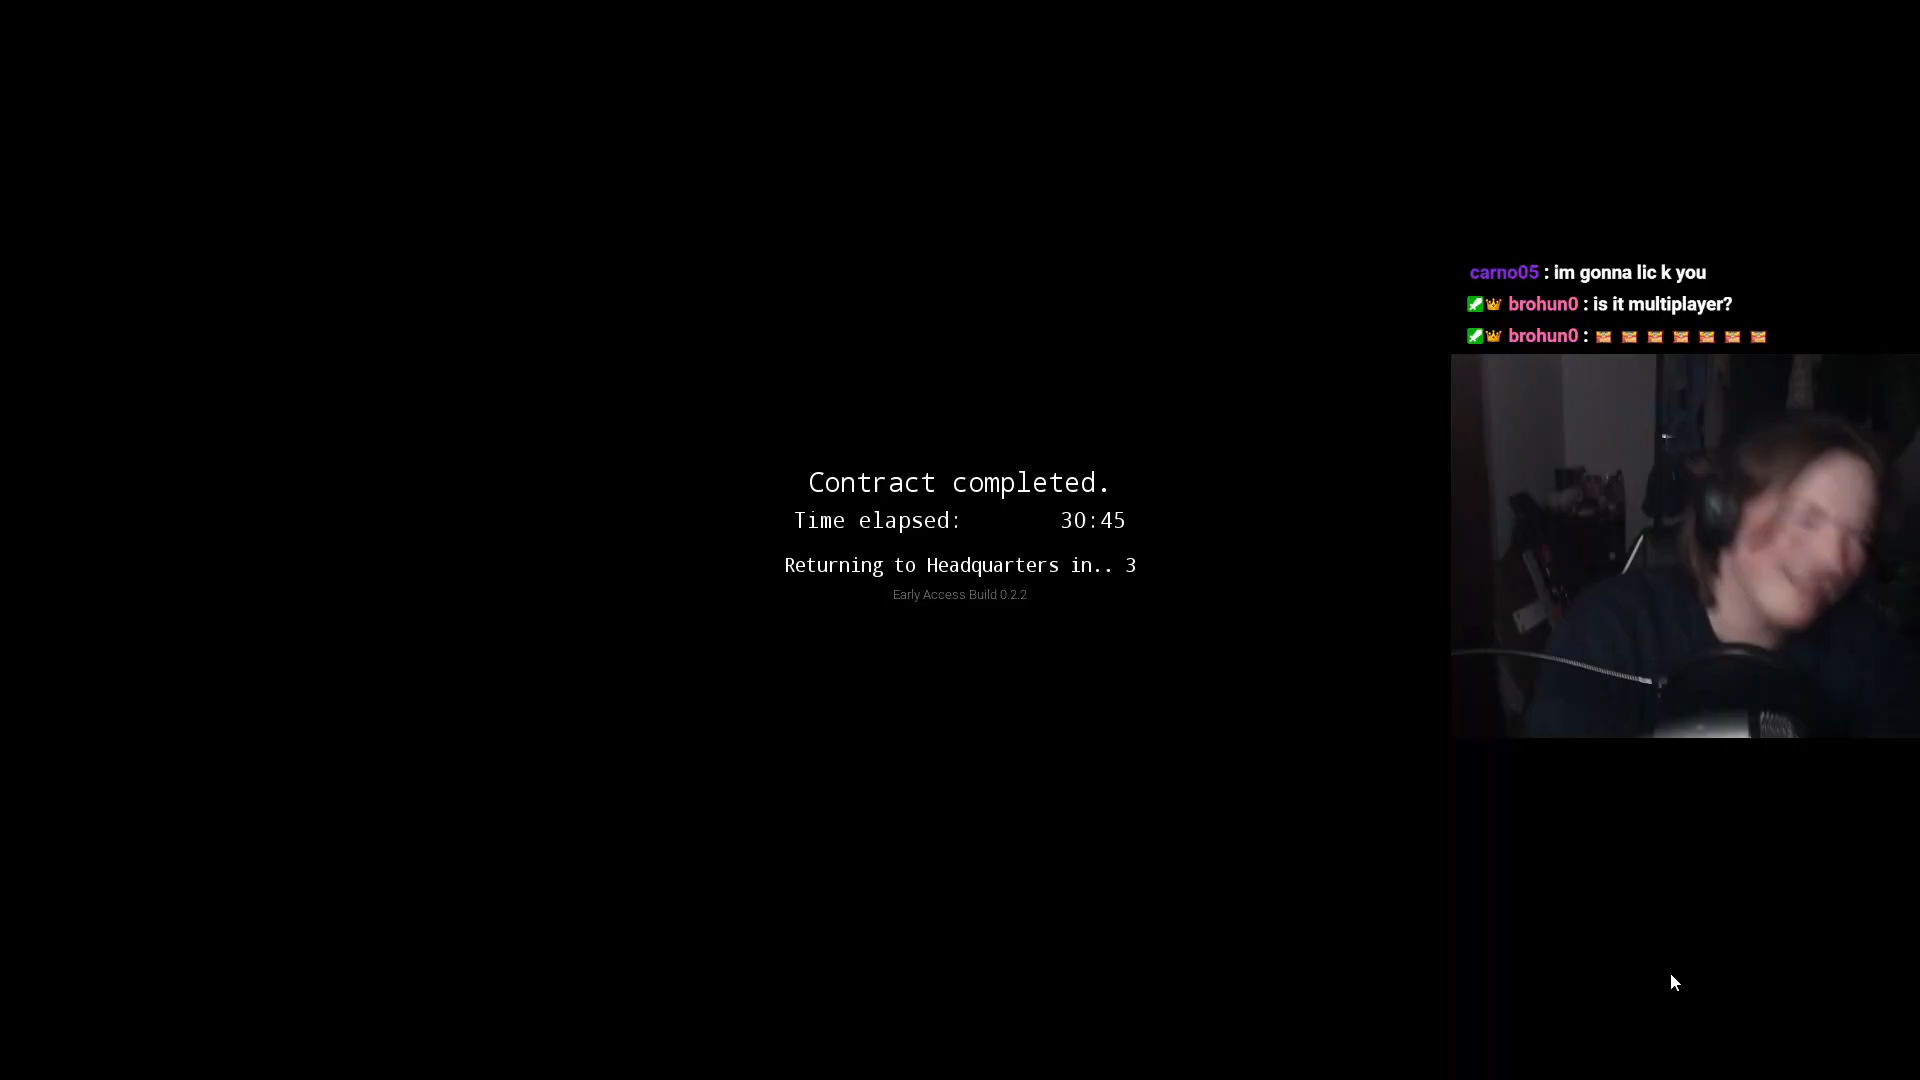 carno05 : im gonna lic k you
brohun0 : is it multiplayer?
brohun0 :
Contract completed.
Time elapsed: 30:45
Returning to Headquarters in.. 3
Early Access Build 0.2.2